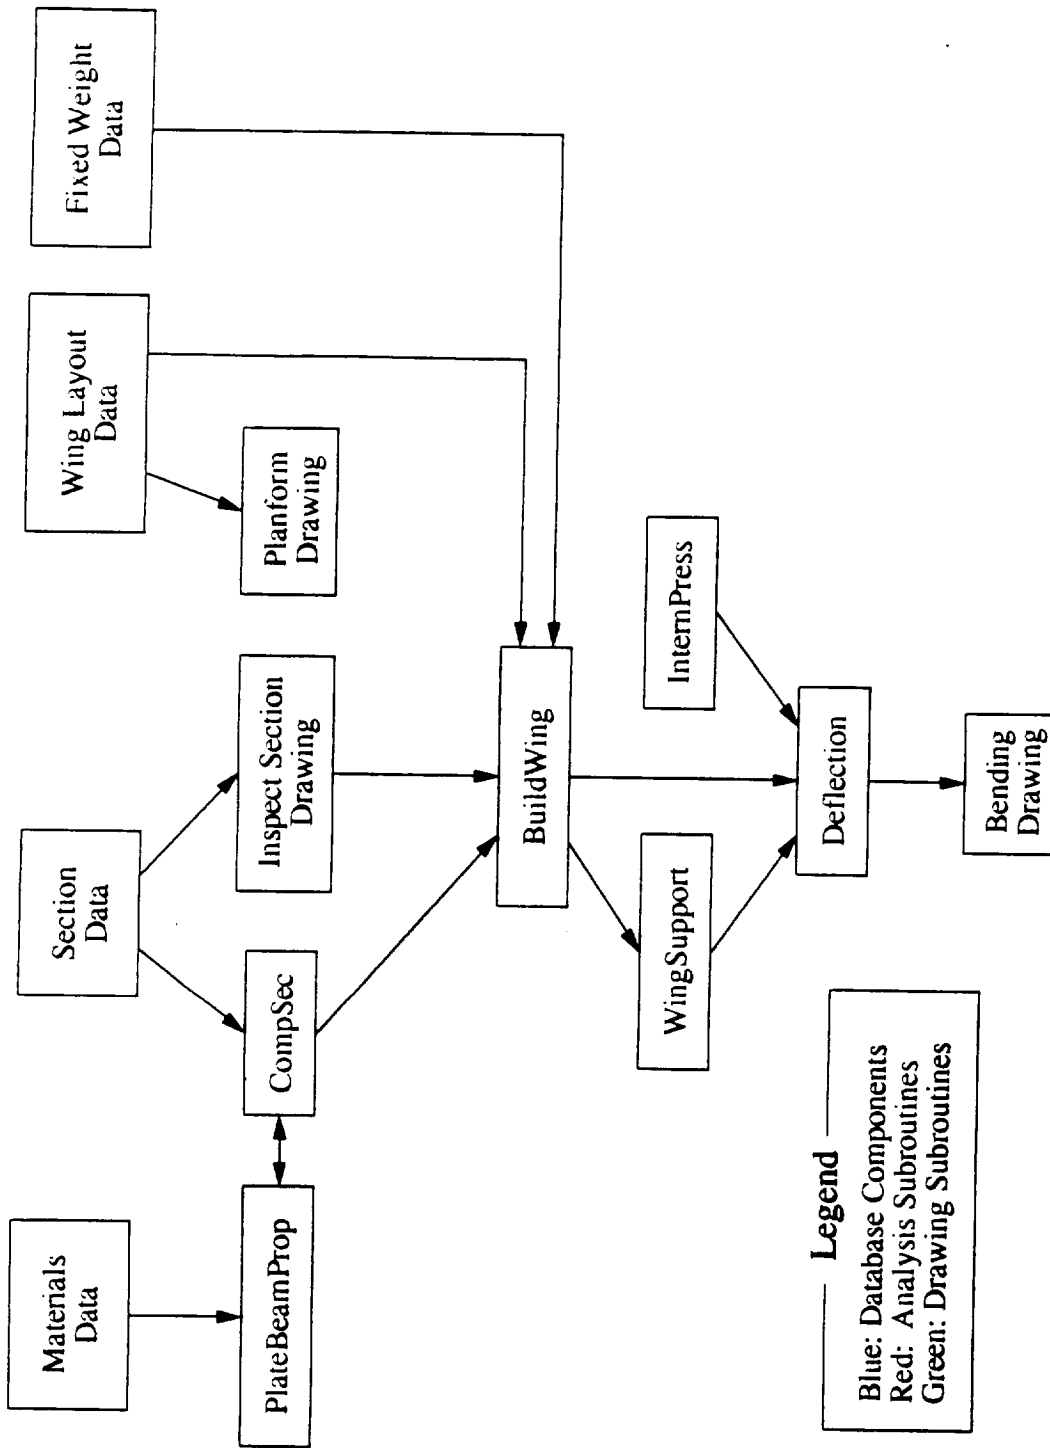 Materials
Data
Section
Data
Wing Layout
Data
Fixed Weight
Data
PlateBeamProp
CompSec
Inspect Section
Drawing
Planform
Drawing
BuildWing
WingSupport
InternPress
Deflection
Bending
Drawing
Legend
Blue: Database Components
Red: Analysis Subroutines
Green: Drawing Subroutines